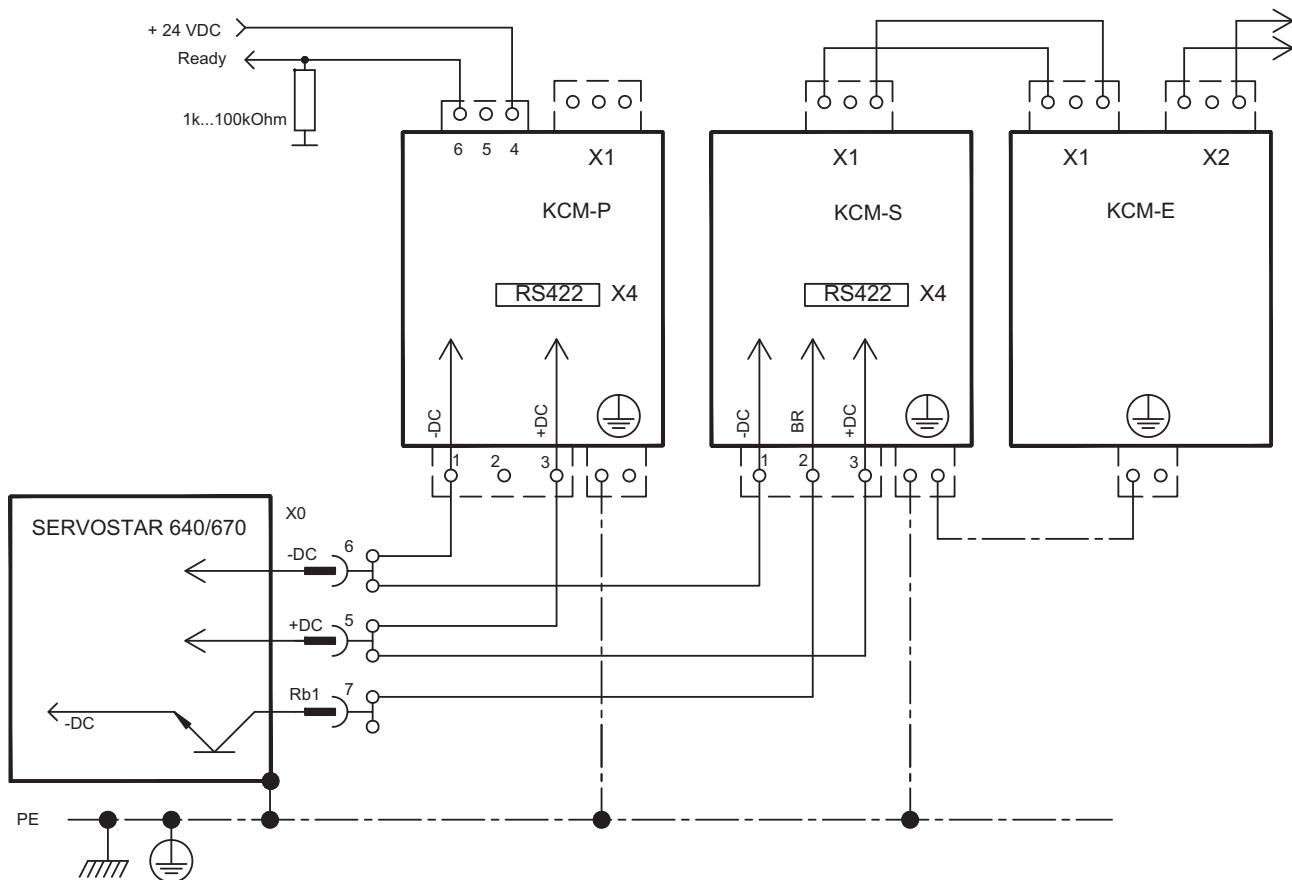 + 24 VDC
Ready
1k...100kOhm
6 5 4
X1
KCM-P
RS422 X4
-DC
+DC
1 2 3
X1
KCM-S
RS422 X4
-DC
BR
+DC
1 2 3
X1 X2
KCM-E
SERVOSTAR 640/670
X0
-DC 6
+DC 5
Rb1 7
-DC
PE